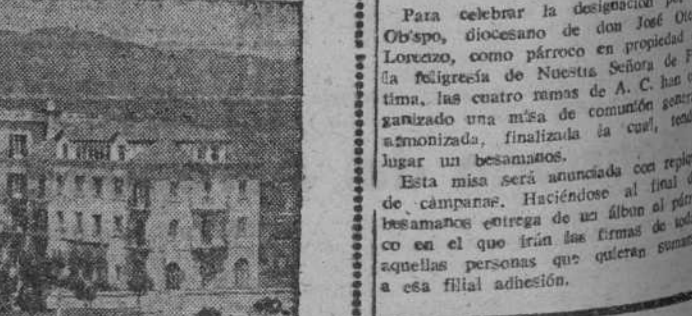 Para celebrar la designación
Obispo, diocesano de don José
Lorenzo, como párroco en propiedad
la feligresía de Nuestra Señora de
tima, las cuatro ramas de A. C. han
ganizado una misa de comunión
armonizada, finalizada la cual,
lugar un besamanos.
Esta misa será anunciada con
de campanas. Haciéndose al final
besamanos entrega de un álbun al
co en el que irán las firmas de
aquellas personas que quieran
a esa filial adhesión.